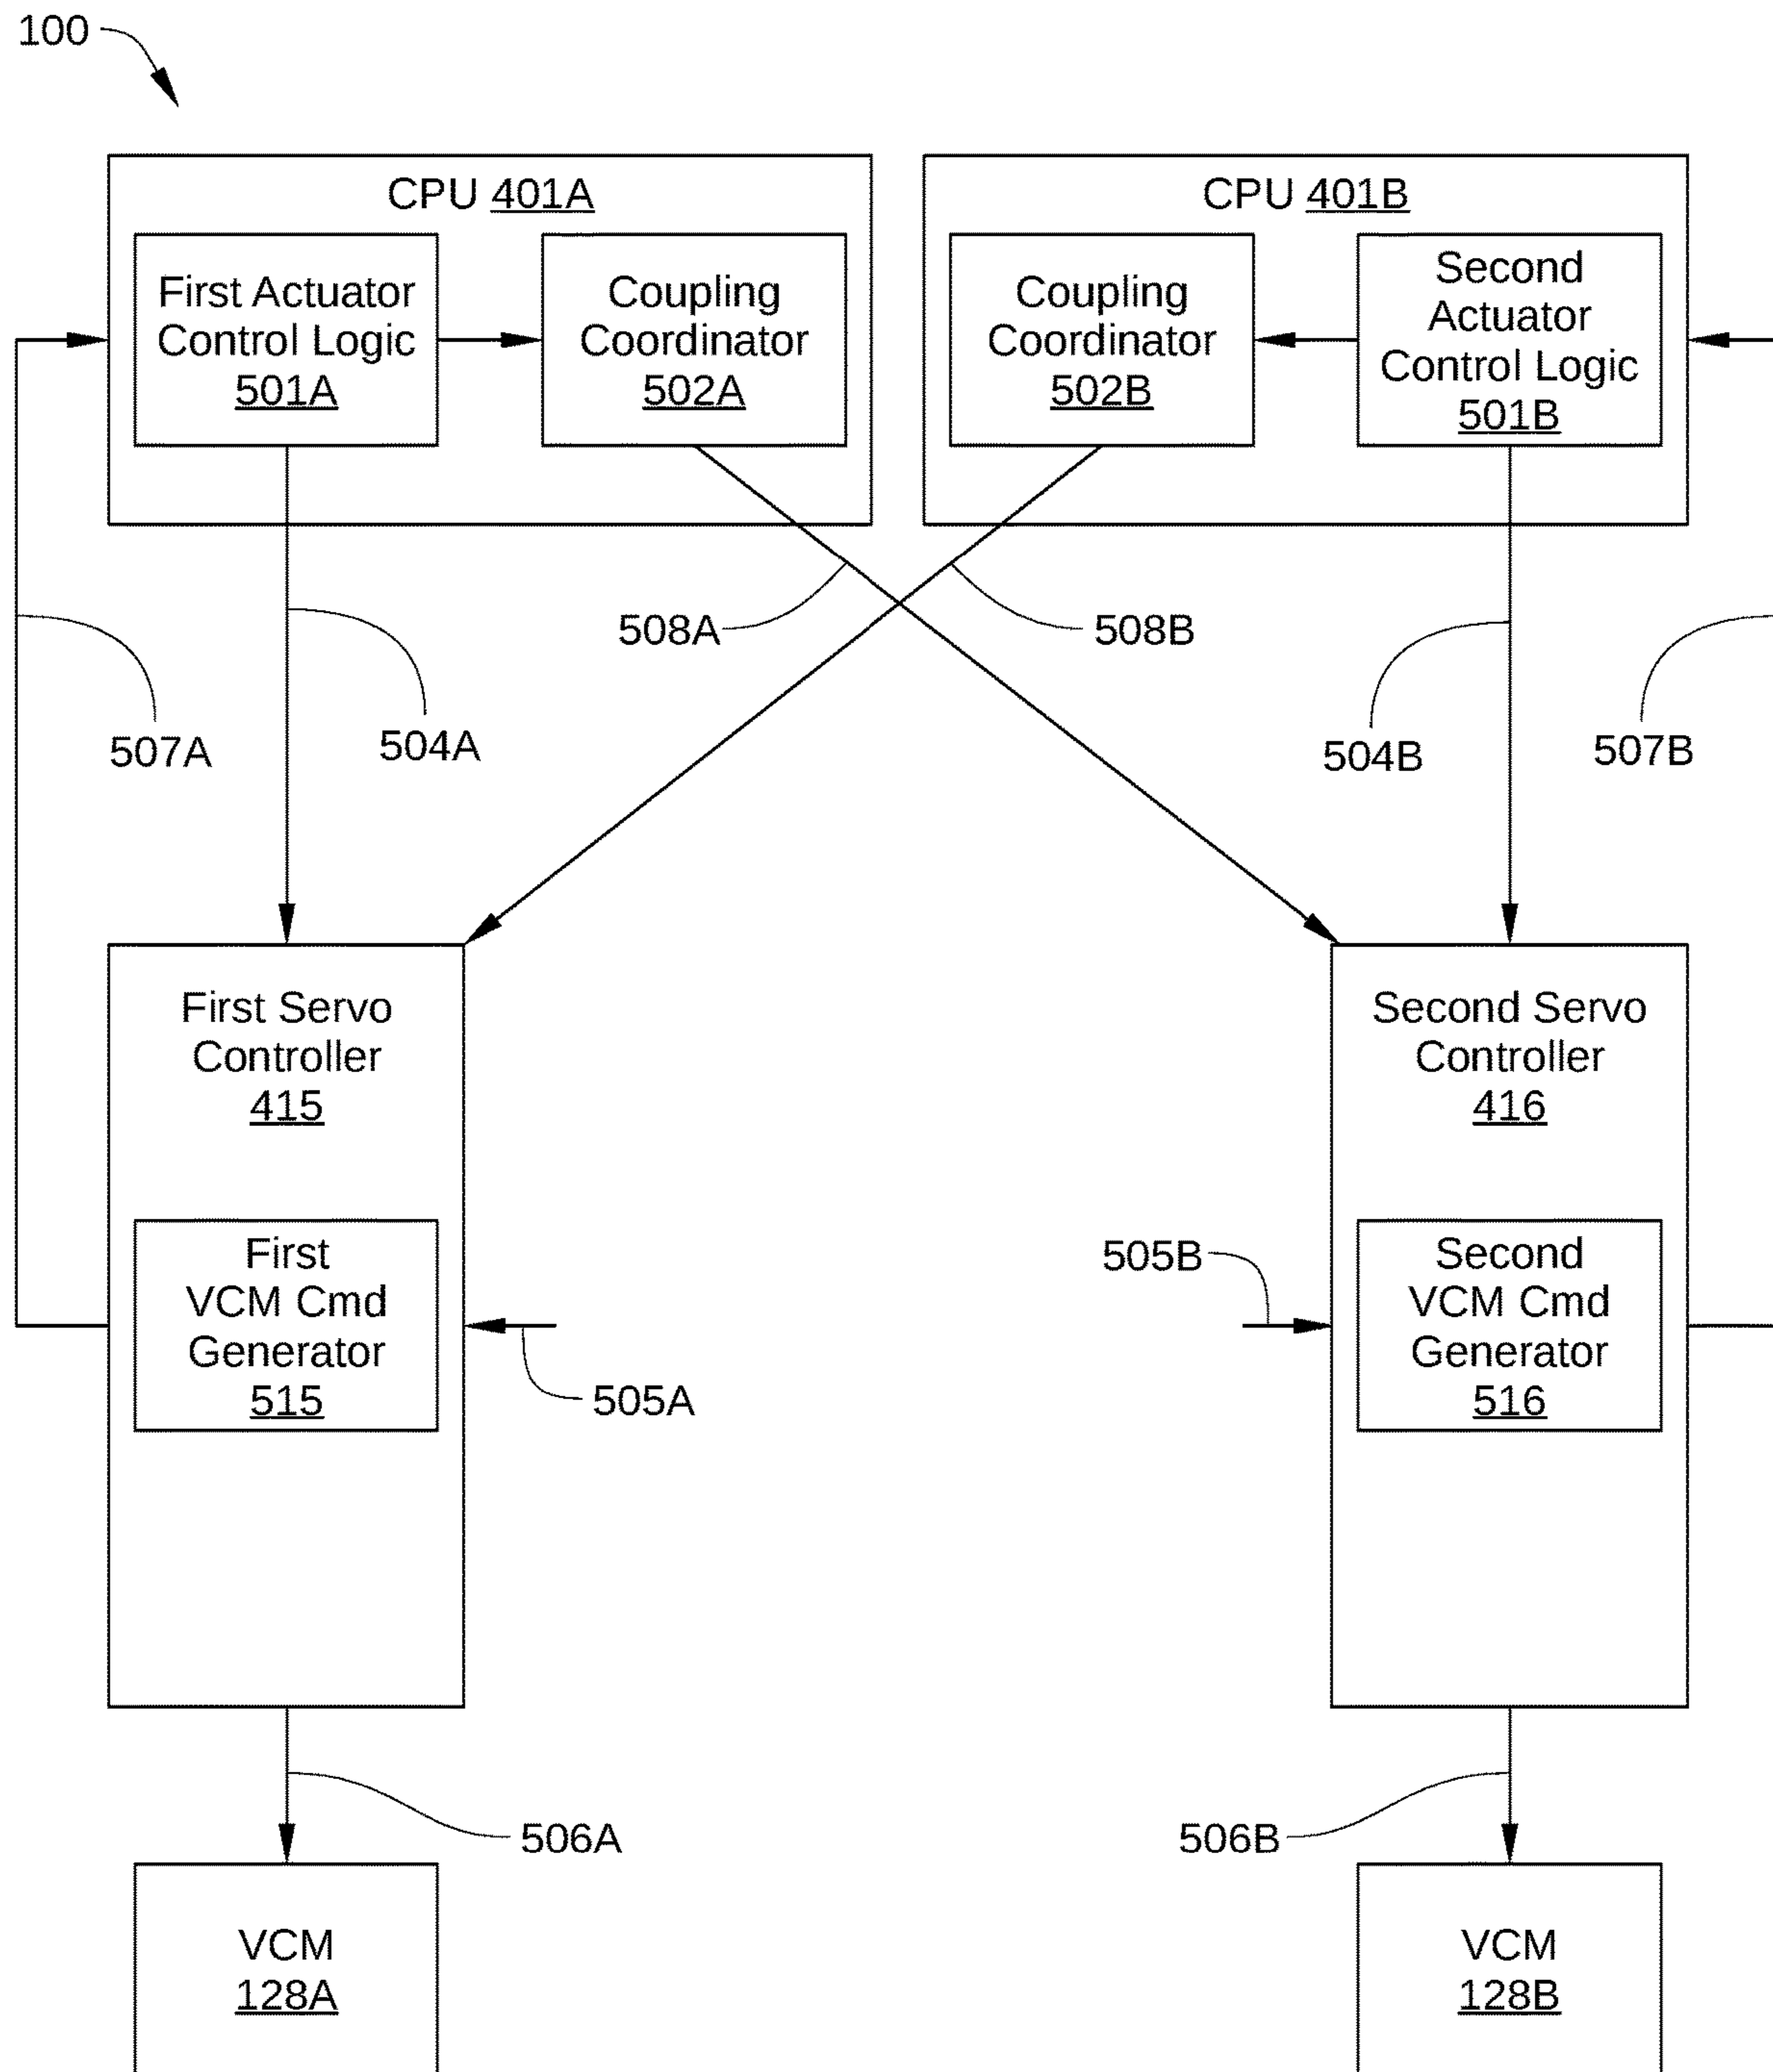 100
CPU 401A
First Actuator
Control Logic
501A
Coupling
Coordinator
502A
CPU 401B
Coupling
Coordinator
502B
Second
Actuator
Control Logic
501B
508A
508B
507A
504A
504B
507B
First Servo
Controller
415
First
VCM Cmd
Generator
515
505A
Second Servo
Controller
416
505B
Second
VCM Cmd
Generator
516
506A
506B
VCM
128A
VCM
128B